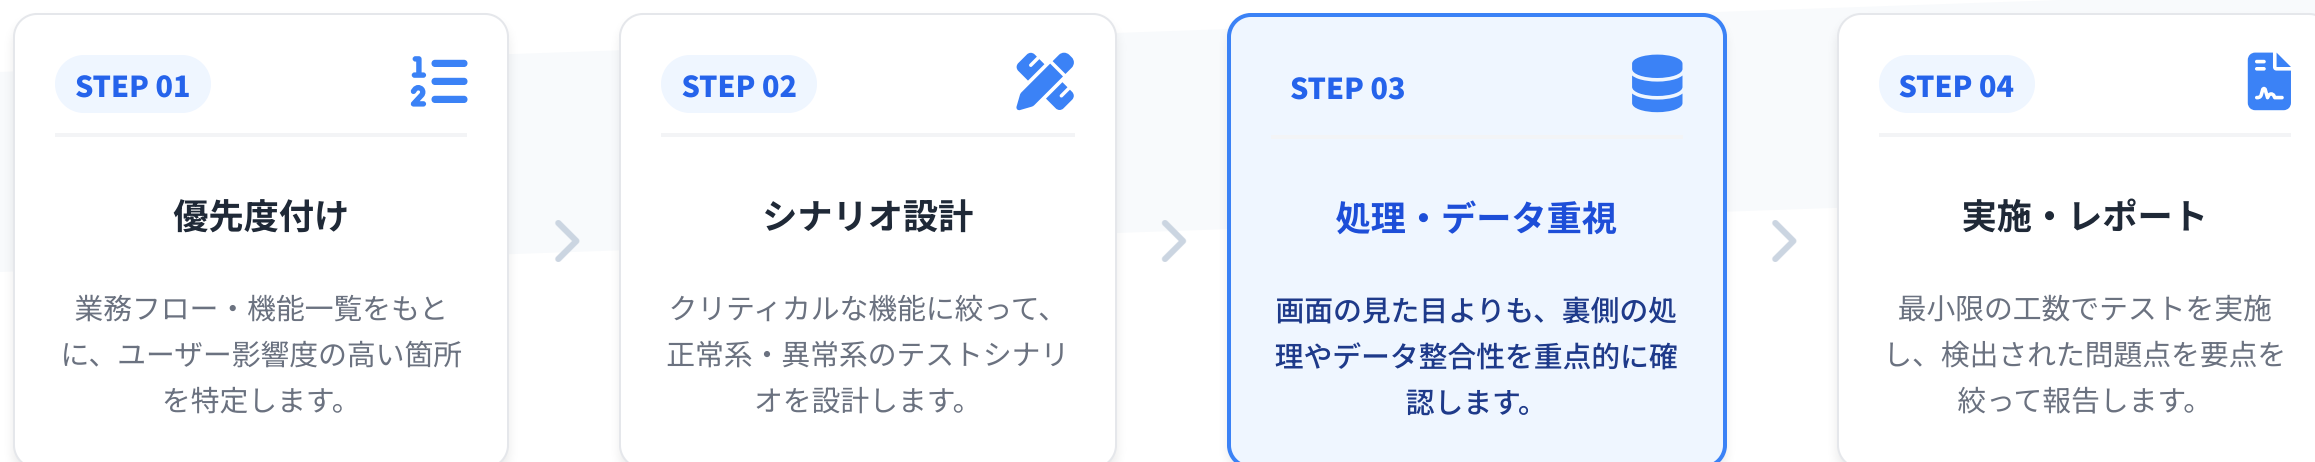 STEP 01
優先度付け
業務フロー・機能一覧をもと
に、ユーザー影響度の高い箇所
を特定します。
STEP 02
シナリオ設計
クリティカルな機能に絞って、
正常系・異常系のテストシナリ
オを設計します。
STEP 03
処理・データ重視
画面の見た目よりも、裏側の処
理やデータ整合性を重点的に確
認します。
STEP 04
実施・レポート
最小限の工数でテストを実施
し、検出された問題点を要点を
絞って報告します。